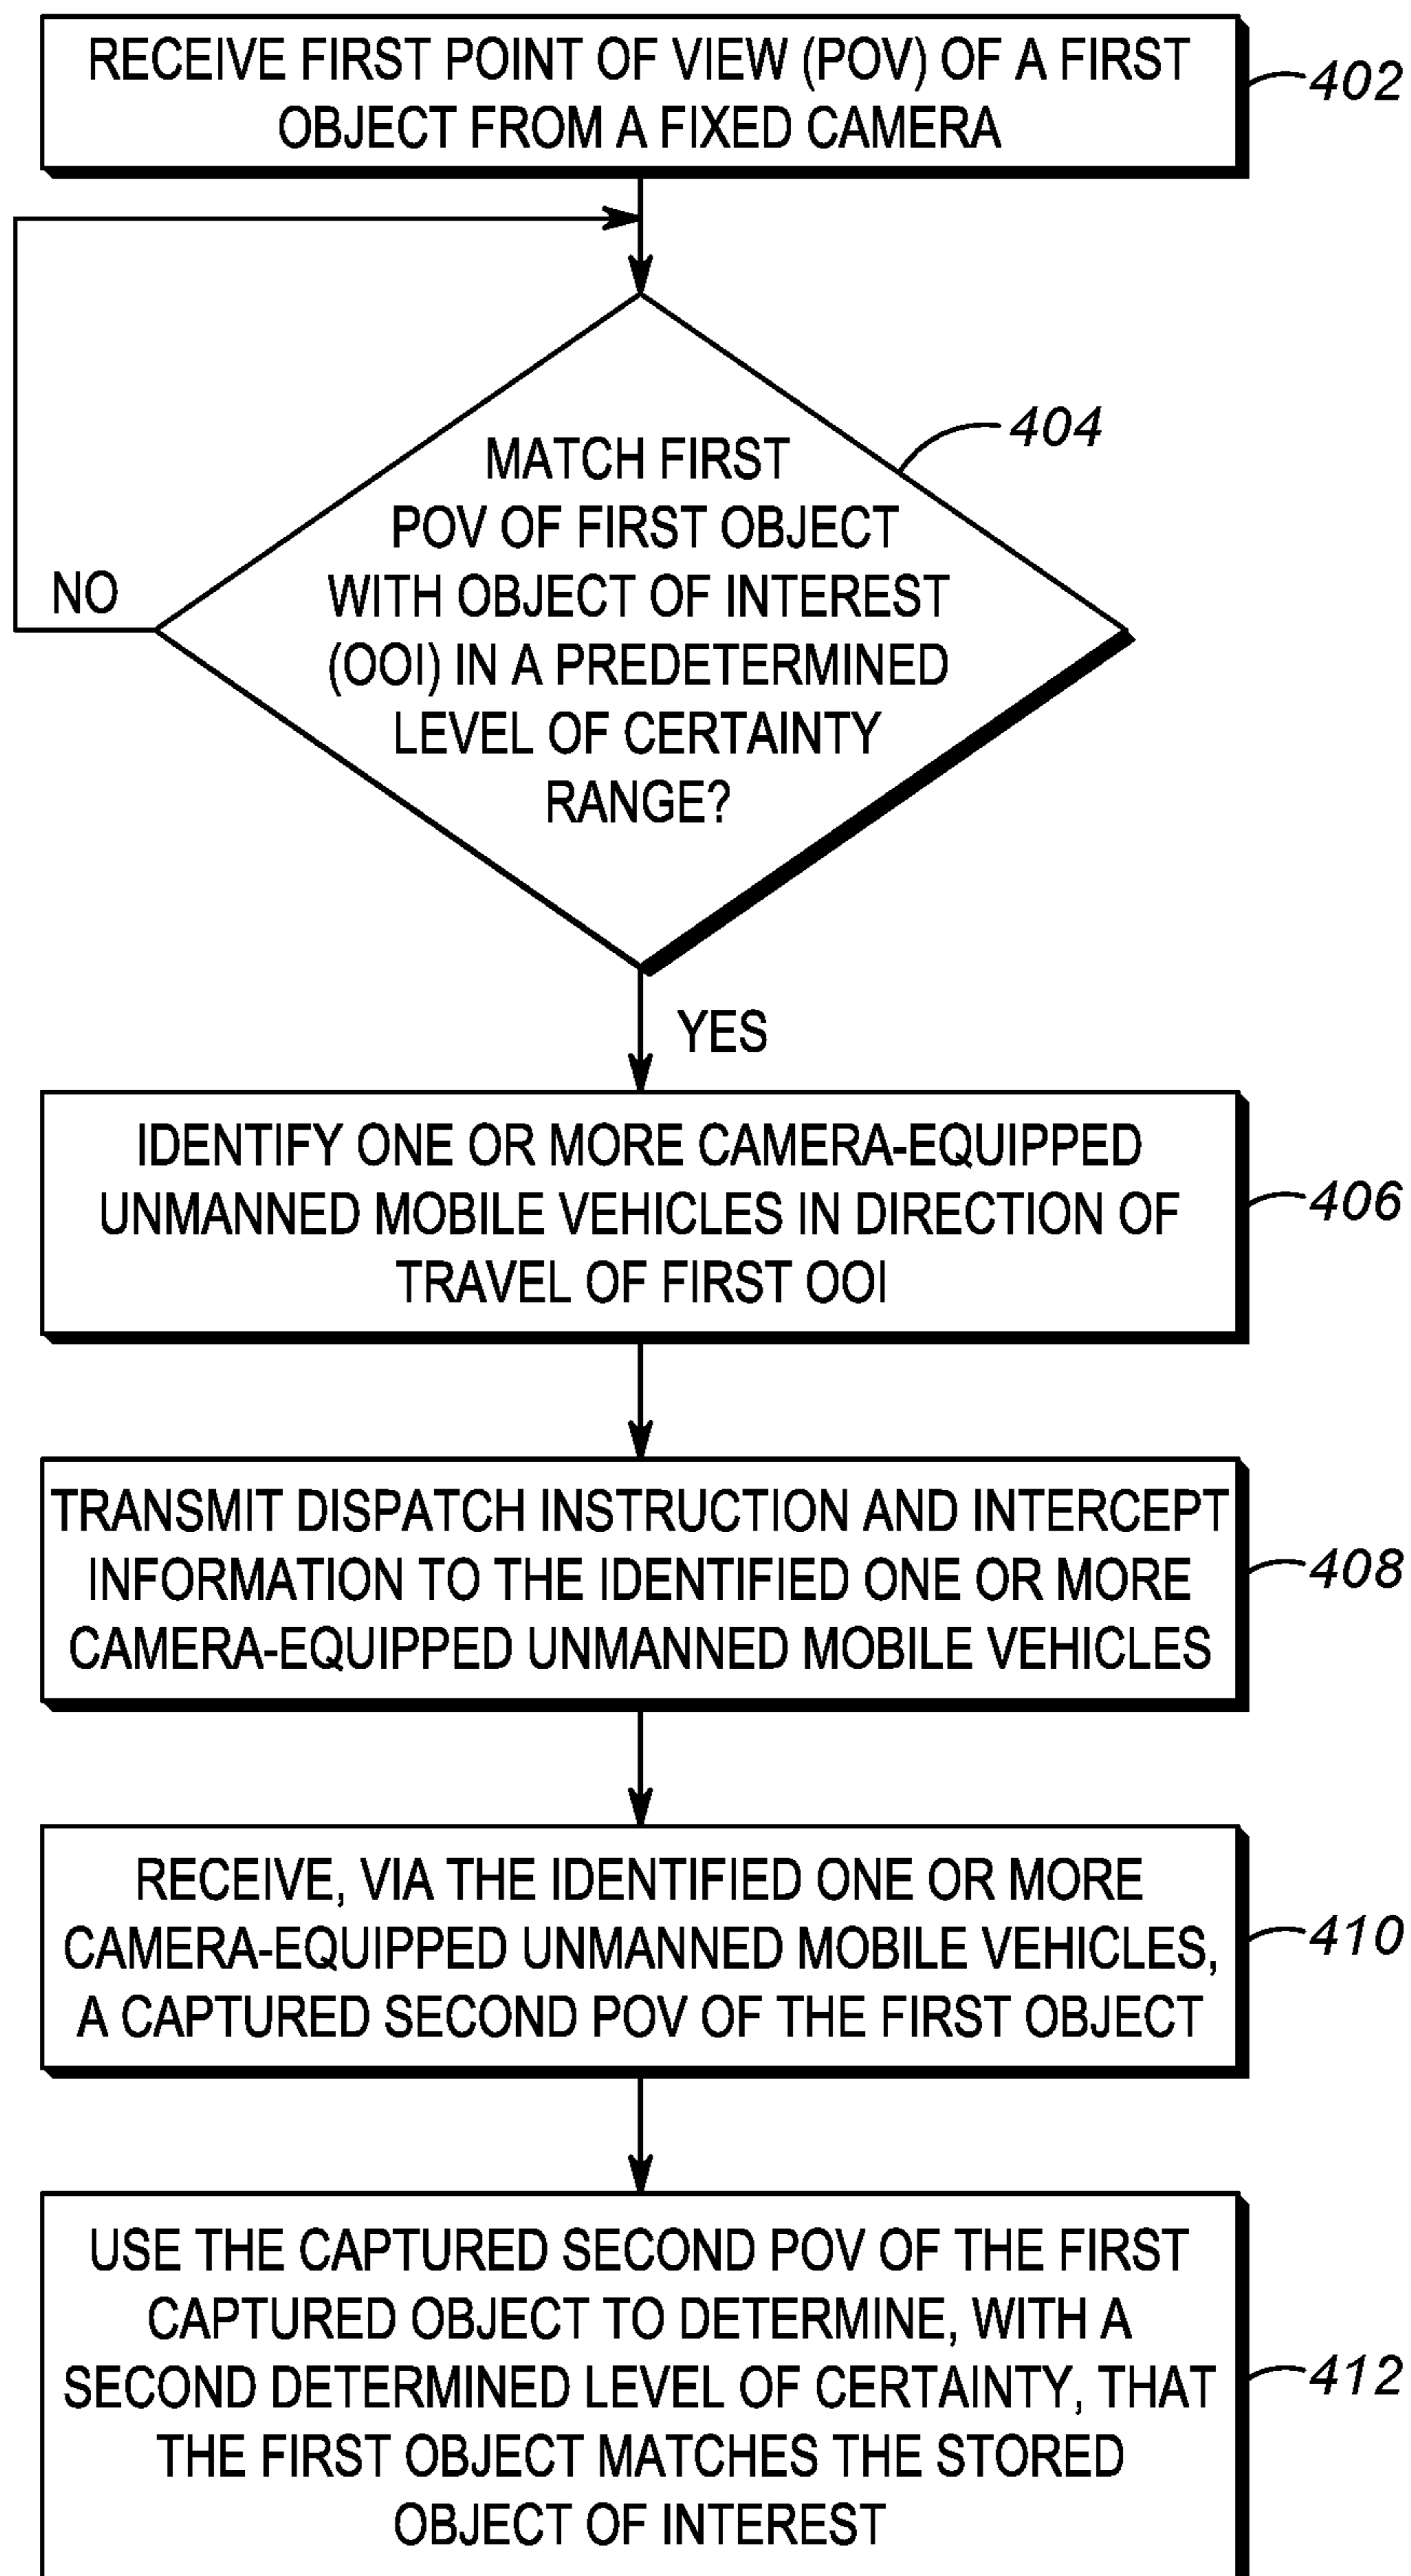 RECEIVE FIRST POINT OF VIEW (POV) OF A FIRST
OBJECT FROM A FIXED CAMERA
402
404
MATCH FIRST
POV OF FIRST OBJECT
WITH OBJECT OF INTEREST
(OOI) IN A PREDETERMINED
LEVEL OF CERTAINTY
RANGE?
NO
YES
IDENTIFY ONE OR MORE CAMERA-EQUIPPED
UNMANNED MOBILE VEHICLES IN DIRECTION OF
TRAVEL OF FIRST OOI
406
TRANSMIT DISPATCH INSTRUCTION AND INTERCEPT
INFORMATION TO THE IDENTIFIED ONE OR MORE
CAMERA-EQUIPPED UNMANNED MOBILE VEHICLES
408
RECEIVE, VIA THE IDENTIFIED ONE OR MORE
CAMERA-EQUIPPED UNMANNED MOBILE VEHICLES,
A CAPTURED SECOND POV OF THE FIRST OBJECT
410
USE THE CAPTURED SECOND POV OF THE FIRST
CAPTURED OBJECT TO DETERMINE, WITH A
SECOND DETERMINED LEVEL OF CERTAINTY, THAT
THE FIRST OBJECT MATCHES THE STORED
OBJECT OF INTEREST
412